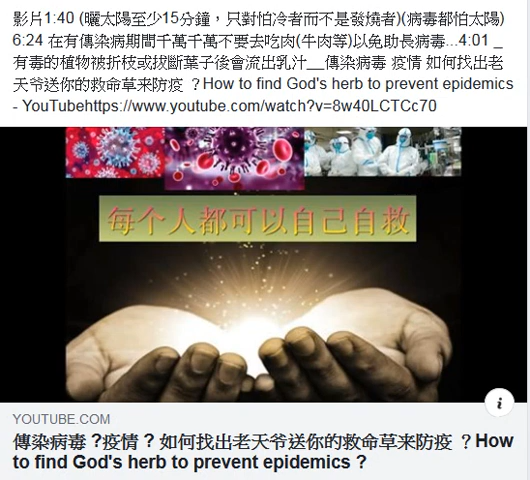 影片1:40 (曬太陽至少15分鐘，只對怕冷者而不是發燒者)(病毒都怕太陽)
6:24 在有傳染病期間千萬千萬不要去吃肉(牛肉等)以免助長病毒...4:01 _
有毒的植物被折枝或拔斷葉子後會流出乳汁__傳染病毒 疫情 如何找出老
天爷送你的救命草来防疫 ？How to find God's herb to prevent epidemics
- YouTubehttps://www.youtube.com/watch?v=8w40LCTCc70
每个人都可以自己自救
YOUTUBE.COM
傳染病毒 ?疫情 ? 如何找出老天爷送你的救命草来防疫 ？How
to find God's herb to prevent epidemics ?